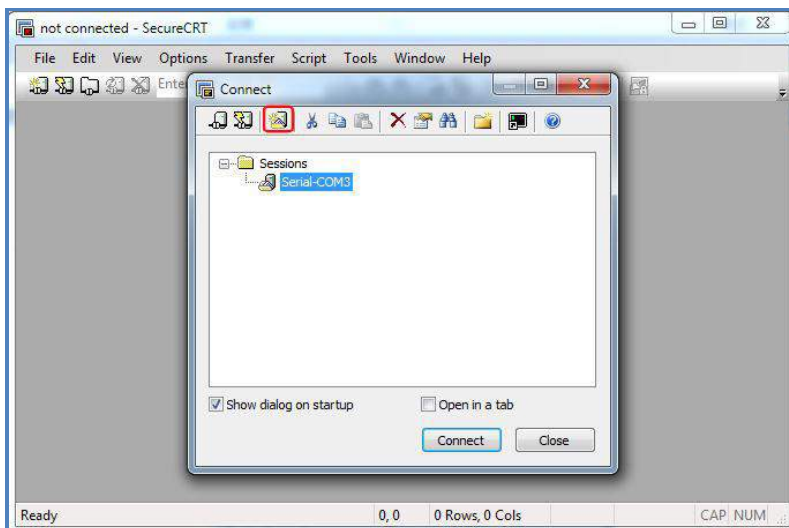 not connected - SecureCRT
File Edit View Options Transfer Script Tools Window Help
Ente
Connect
Sessions
Serial-COM3
Show dialog on startup
Open in a tab
Connect Close
Ready 0, 0 0 Rows, 0 Cols CAP NUM